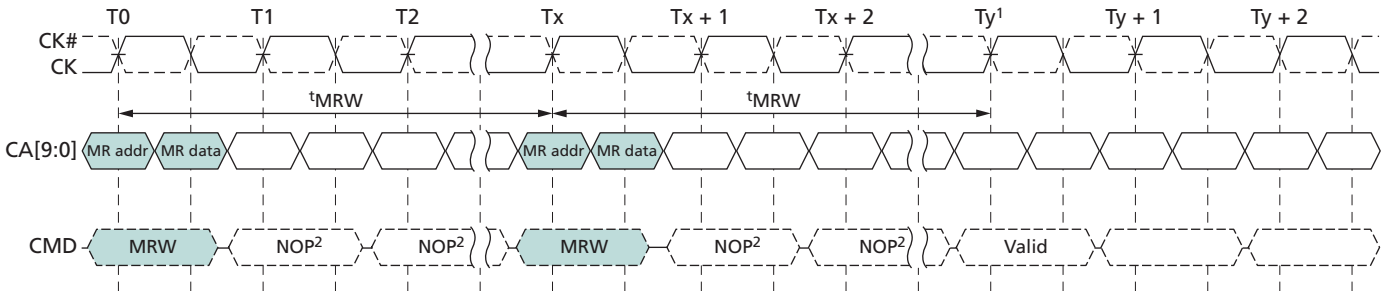 T0 T1 T2 Tx Tx + 1 Tx + 2 Ty¹ Ty + 1 Ty + 2
CK#
CK
ᵗMRW ᵗMRW
CA[9:0] MR addr MR data MR addr MR data
CMD MRW NOP² NOP² MRW NOP² NOP² Valid